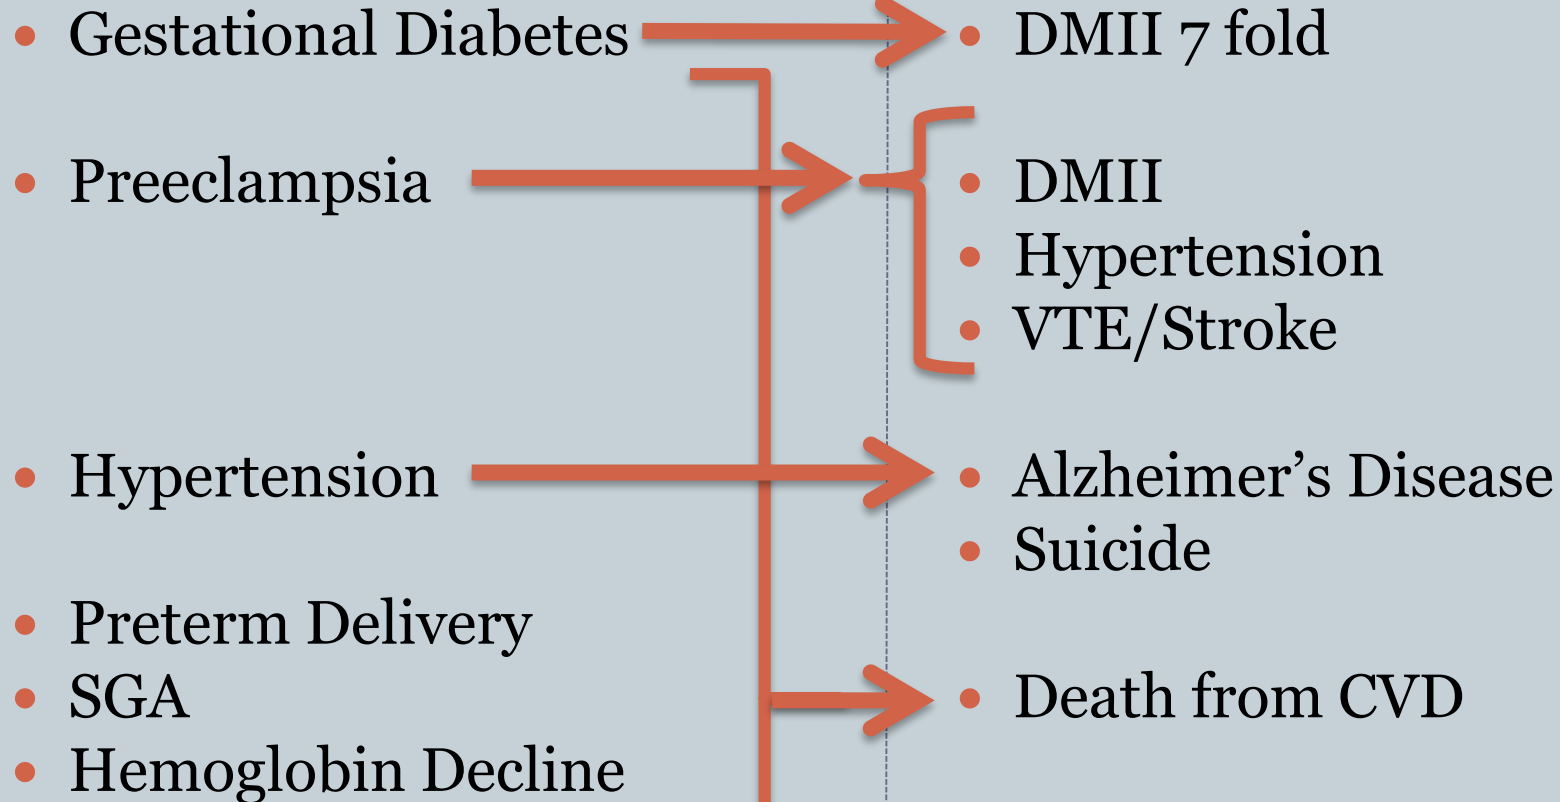 • Gestational Diabetes
• Preeclampsia
• Hypertension
• Preterm Delivery
• SGA
• Hemoglobin Decline
• DMII 7 fold
• DMII
• Hypertension
• VTE/Stroke
• Alzheimer’s Disease
• Suicide
• Death from CVD